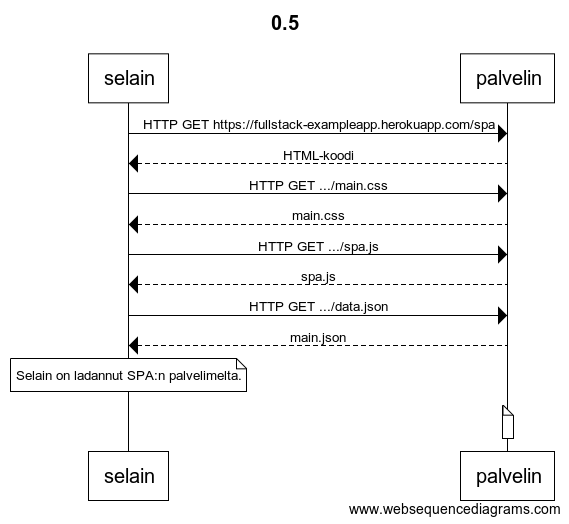 0.5
selain
palvelin
HTTP GET https://fullstack-exampleapp.herokuapp.com/spa
HTML-koodi
HTTP GET .../main.css
main.css
HTTP GET .../spa.js
spa.js
HTTP GET .../data.json
main.json
Selain on ladannut SPA:n palvelimelta.
selain
palvelin
www.websequencediagrams.com